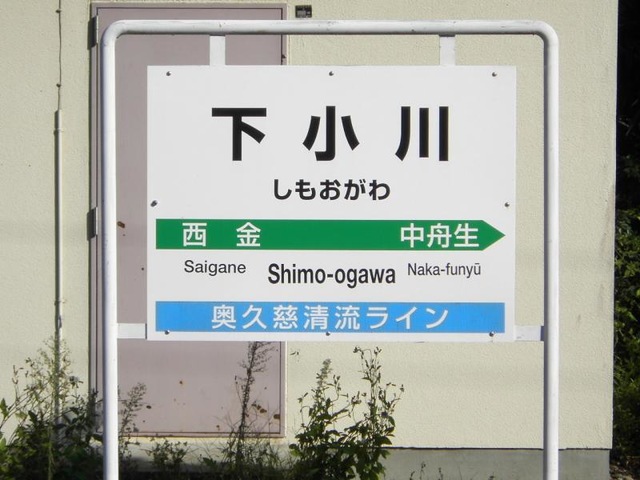 下小川
しもおがわ
西金 中舟生
Saigane Shimo-ogawa Naka-funyū
奥久慈清流ライン